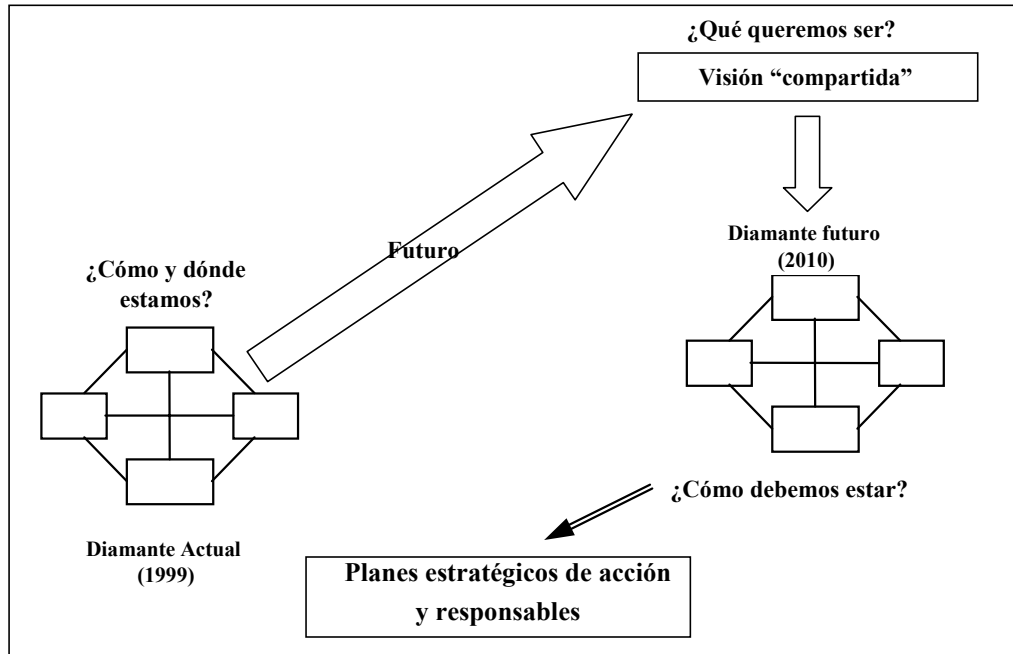 ¿Qué queremos ser?
Visión “compartida”
Futuro
Diamante futuro
(2010)
¿Cómo y dónde
estamos?
¿Cómo debemos estar?
Diamante Actual
(1999)
Planes estratégicos de acción
y responsables